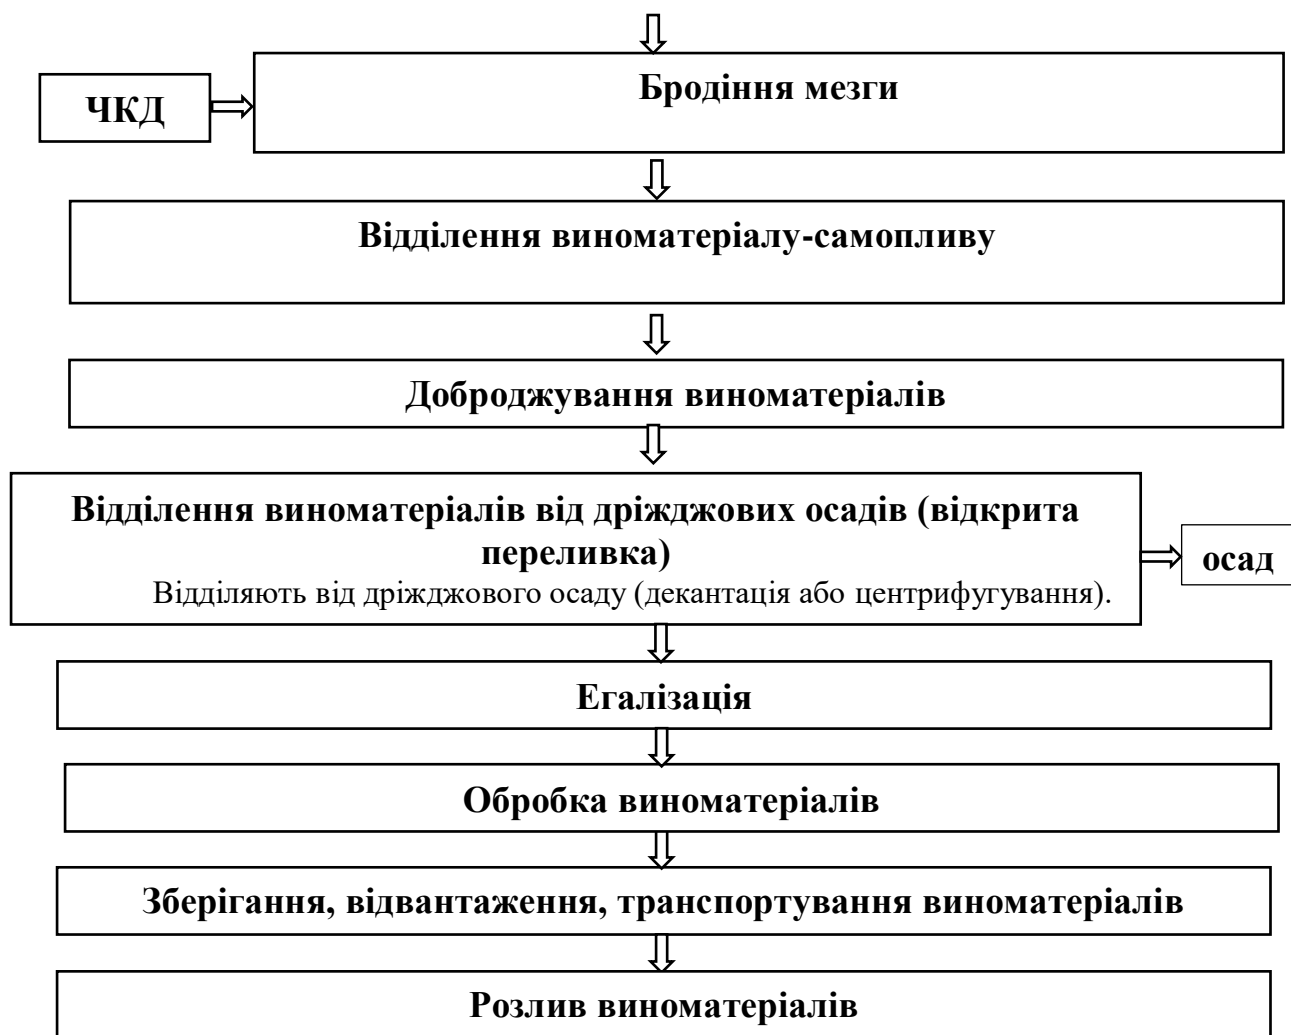 Бродіння мезги
ЧКД
Відділення виноматеріалу-самопливу
Доброджування виноматеріалів
Відділення виноматеріалів від дріжджових осадів (відкрита
переливка)
Відділяють від дріжджового осаду (декантація або центрифугування).
осад
Егалізація
Обробка виноматеріалів
Зберігання, відвантаження, транспортування виноматеріалів
Розлив виноматеріалів